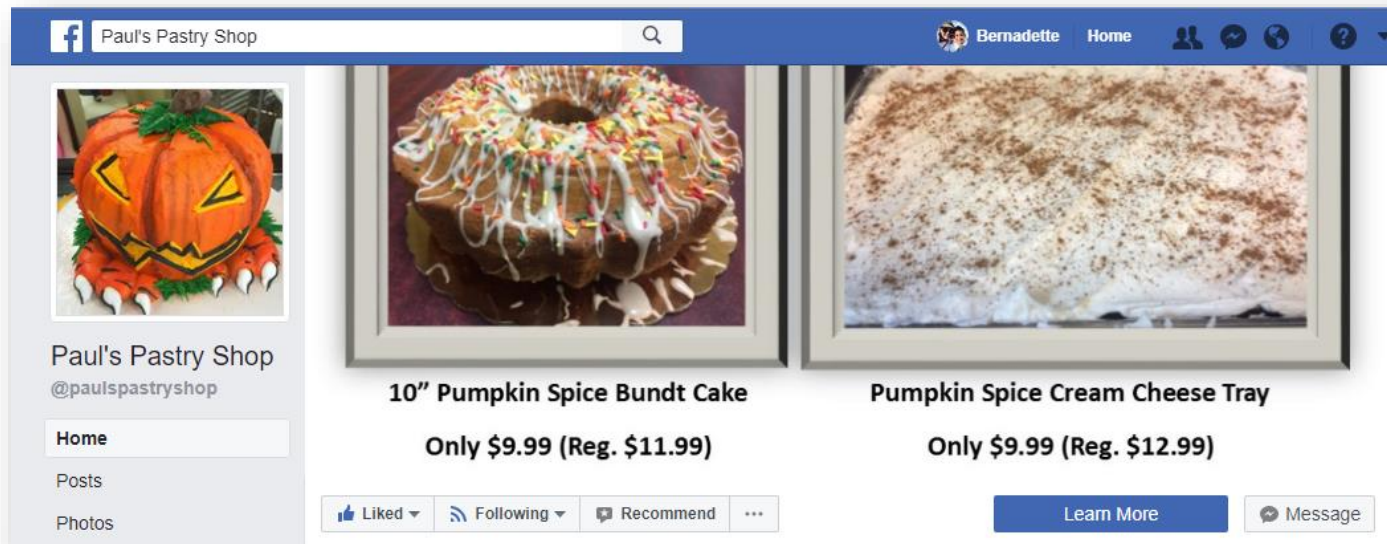 Paul's Pastry Shop
Bernadette
Home
Paul's Pastry Shop
@paulspastryshop
Home
Posts
Photos
10” Pumpkin Spice Bundt Cake
Only $9.99 (Reg. $11.99)
Pumpkin Spice Cream Cheese Tray
Only $9.99 (Reg. $12.99)
Liked
Following
Recommend
Learn More
Message